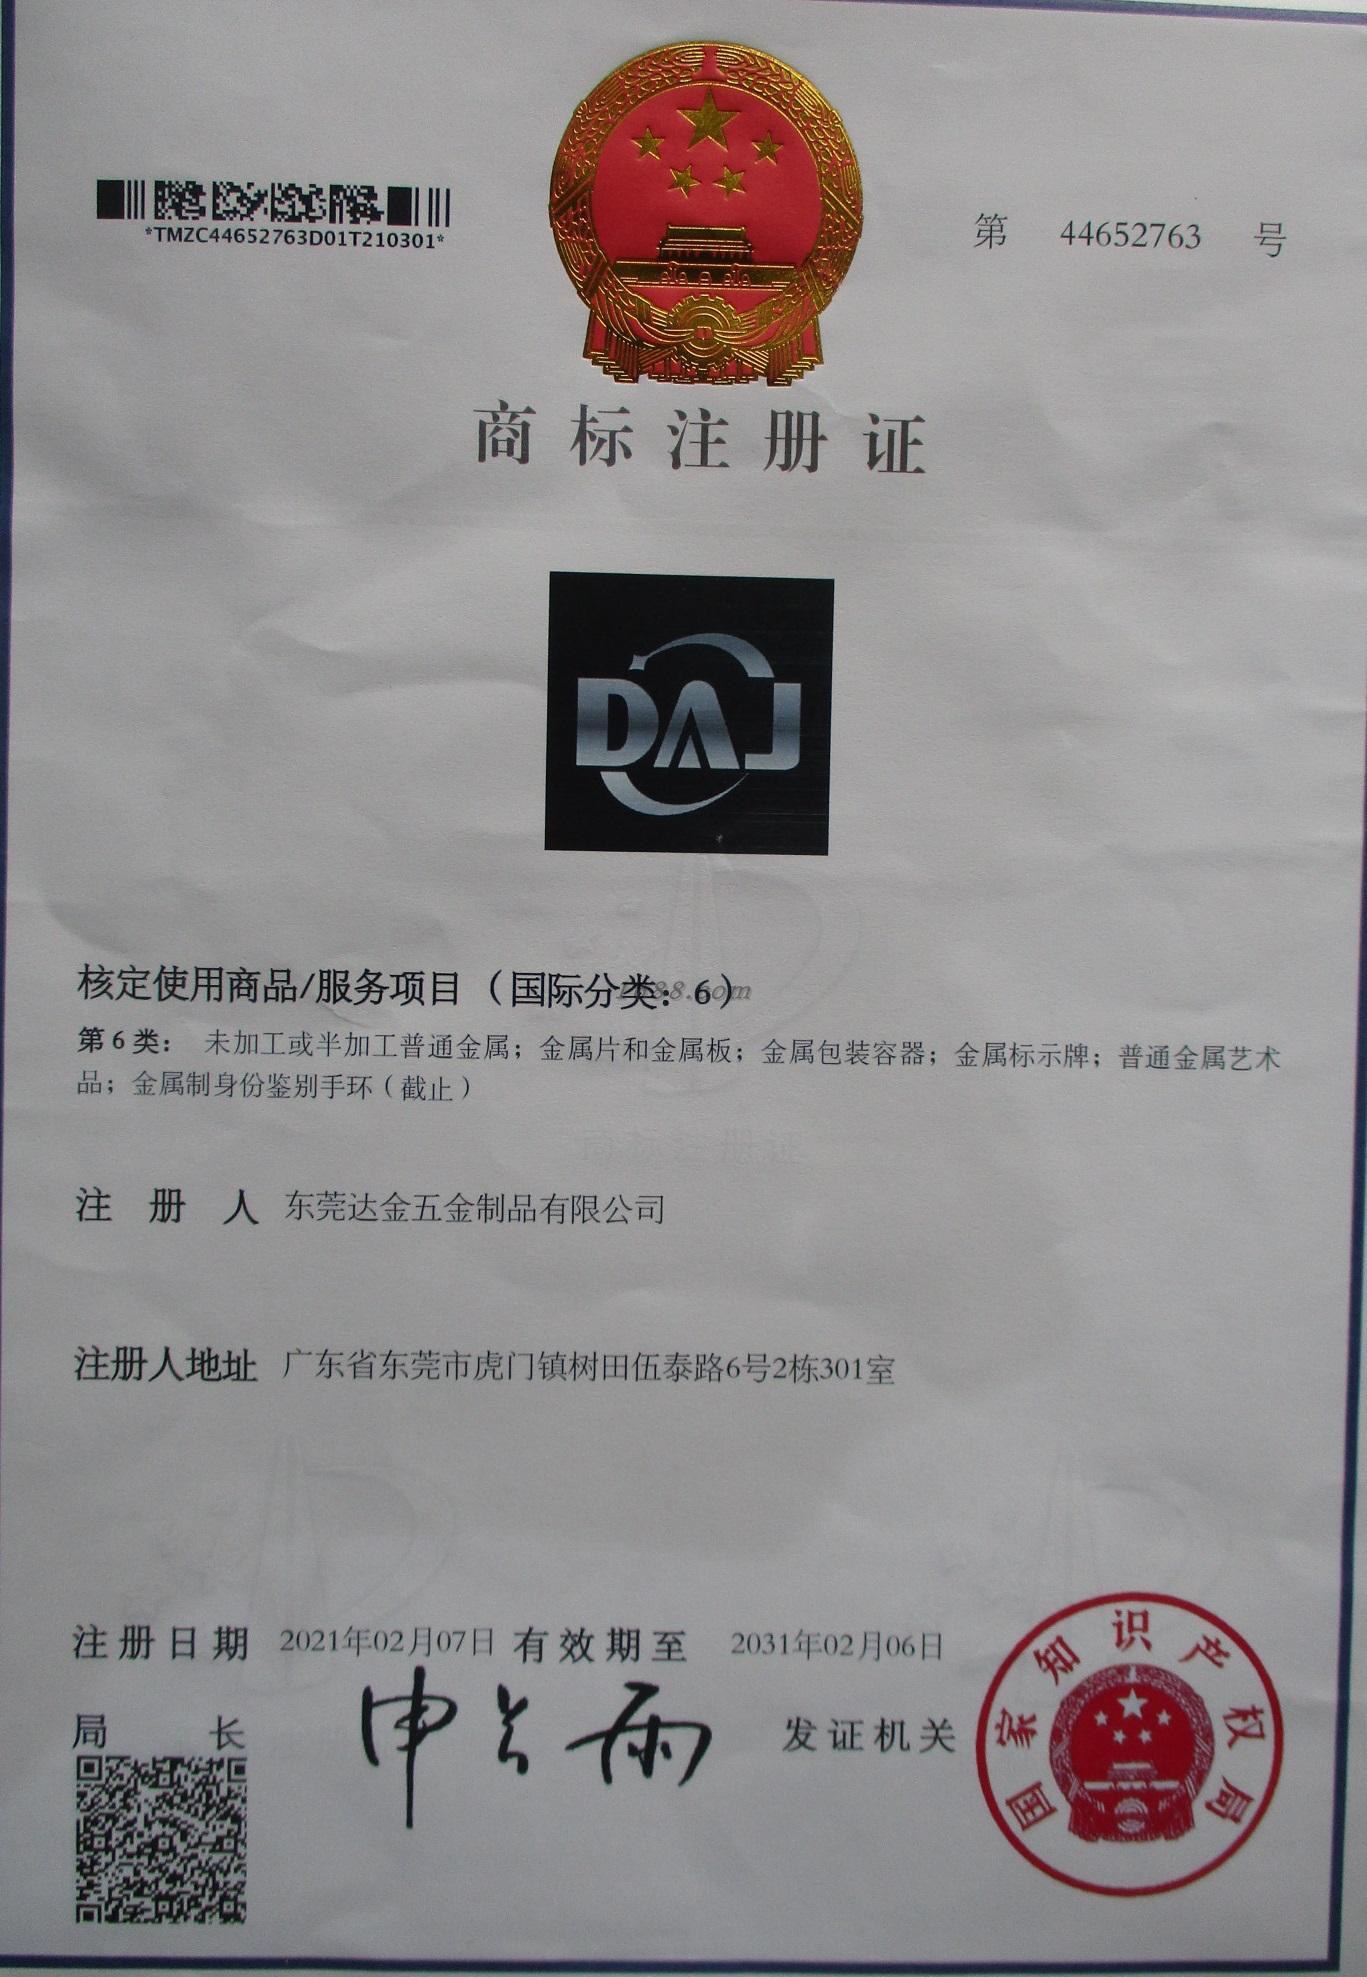 *TMZC44652763D01T210301*
第 44652763 号
商标注册证
DAJ
核定使用商品/服务项目（国际分类：6）
第6类： 未加工或半加工普通金属；金属片和金属板；金属包装容器；金属标示牌；普通金属艺术
品；金属制身份鉴别手环（截止）
商标注册证
注册人 东莞达金五金制品有限公司
注册人地址 广东省东莞市虎门镇树田伍泰路6号2栋301室
注册日期 2021年02月07日 有效期至 2031年02月06日
局长 申长雨 发证机关
国家知识产权局